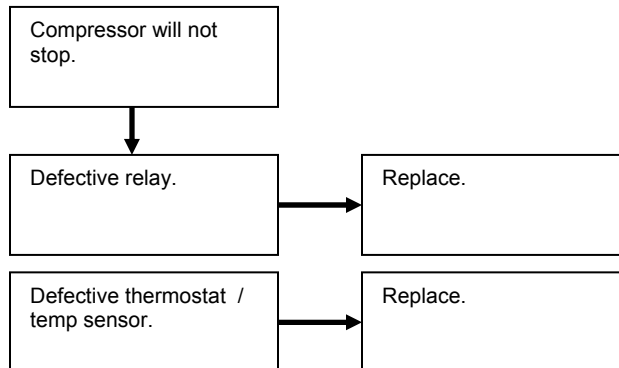 Compressor will not
stop.
Defective relay.
Replace.
Defective thermostat /
temp sensor.
Replace.